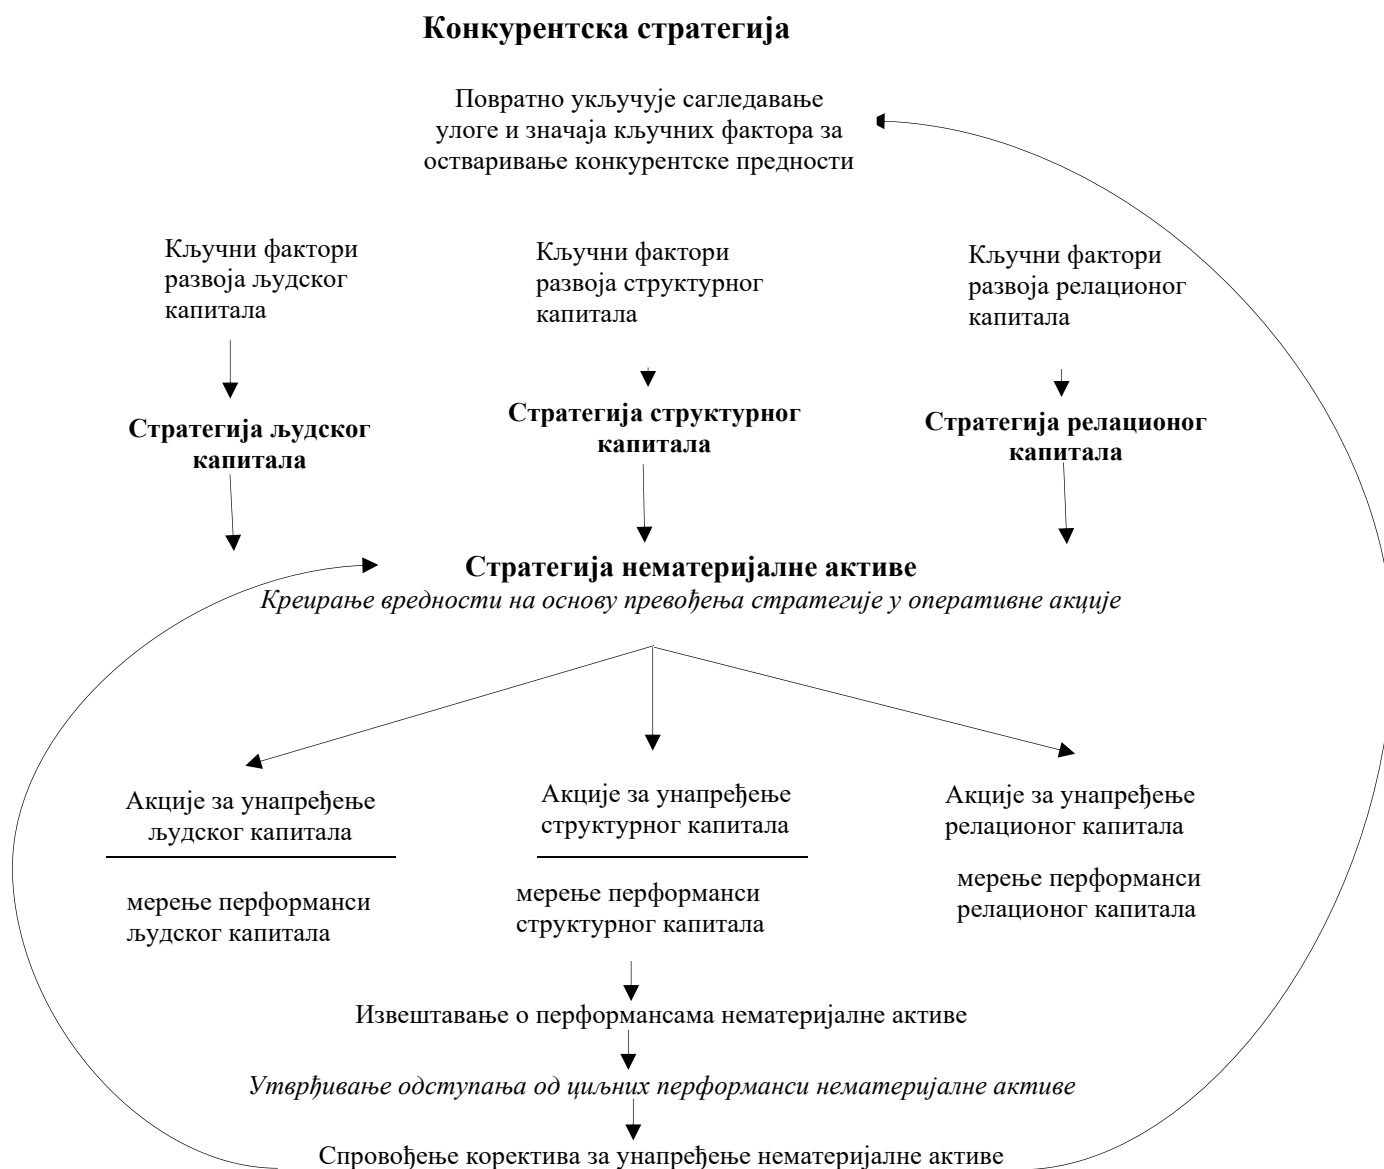 Конкурентска стратегија
Повратно укључује сагледавање
улоге и значаја кључних фактора за
остваривање конкурентске предности
Кључни фактори
развоја људског
капитала
Кључни фактори
развоја структурног
капитала
Кључни фактори
развоја релационог
капитала
Стратегија људског
капитала
Стратегија структурног
капитала
Стратегија релационог
капитала
Стратегија нематеријалне активе
Креирање вредности на основу превођења стратегије у оперативне акције
Акције за унапређење
људског капитала
мерење перформанси
људског капитала
Акције за унапређење
структурног капитала
мерење перформанси
структурног капитала
Акције за унапређење
релационог капитала
мерење перформанси
релационог капитала
Извештавање о перформансама нематеријалне активе
Утврђивање одступања од циљних перформанси нематеријалне активе
Спровођење коректива за унапређење нематеријалне активе